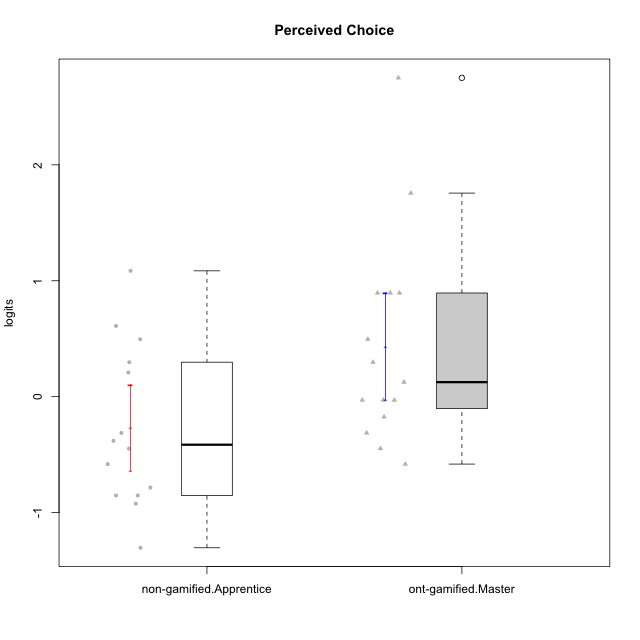 Perceived Choice
logits
2
1
0
-1
non-gamified.Apprentice
ont-gamified.Master